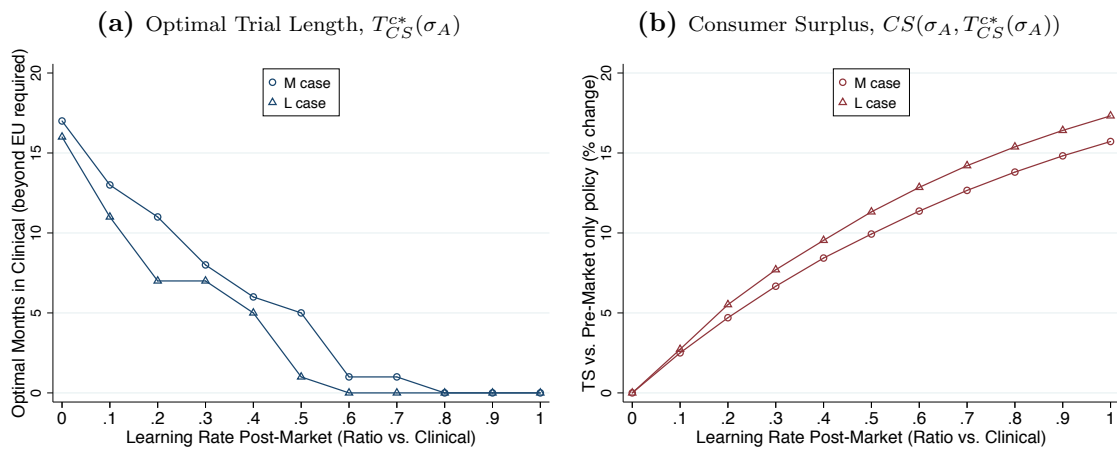 (a) Optimal Trial Length, $T^{c*}_{CS}(\sigma_A)$
Optimal Months in Clinical (beyond EU required)
20
15
10
5
0
M case
L case
0 .1 .2 .3 .4 .5 .6 .7 .8 .9 1
Learning Rate Post-Market (Ratio vs. Clinical)
(b) Consumer Surplus, $CS(\sigma_A, T^{c*}_{CS}(\sigma_A))$
TS vs. Pre-Market only policy (% change)
20
15
10
5
0
M case
L case
0 .1 .2 .3 .4 .5 .6 .7 .8 .9 1
Learning Rate Post-Market (Ratio vs. Clinical)